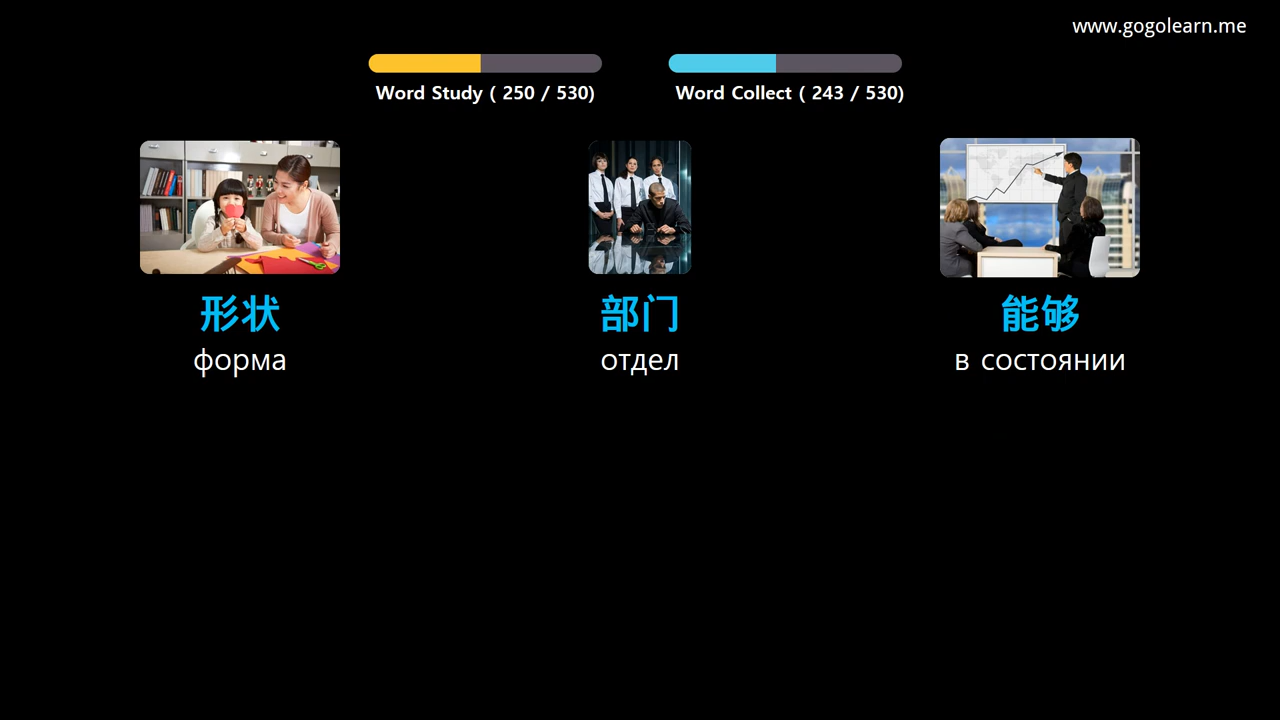 www.gogolearn.me
Word Study ( 250 / 530)
Word Collect ( 243 / 530)
形状
форма
部门
отдел
能够
в состоянии